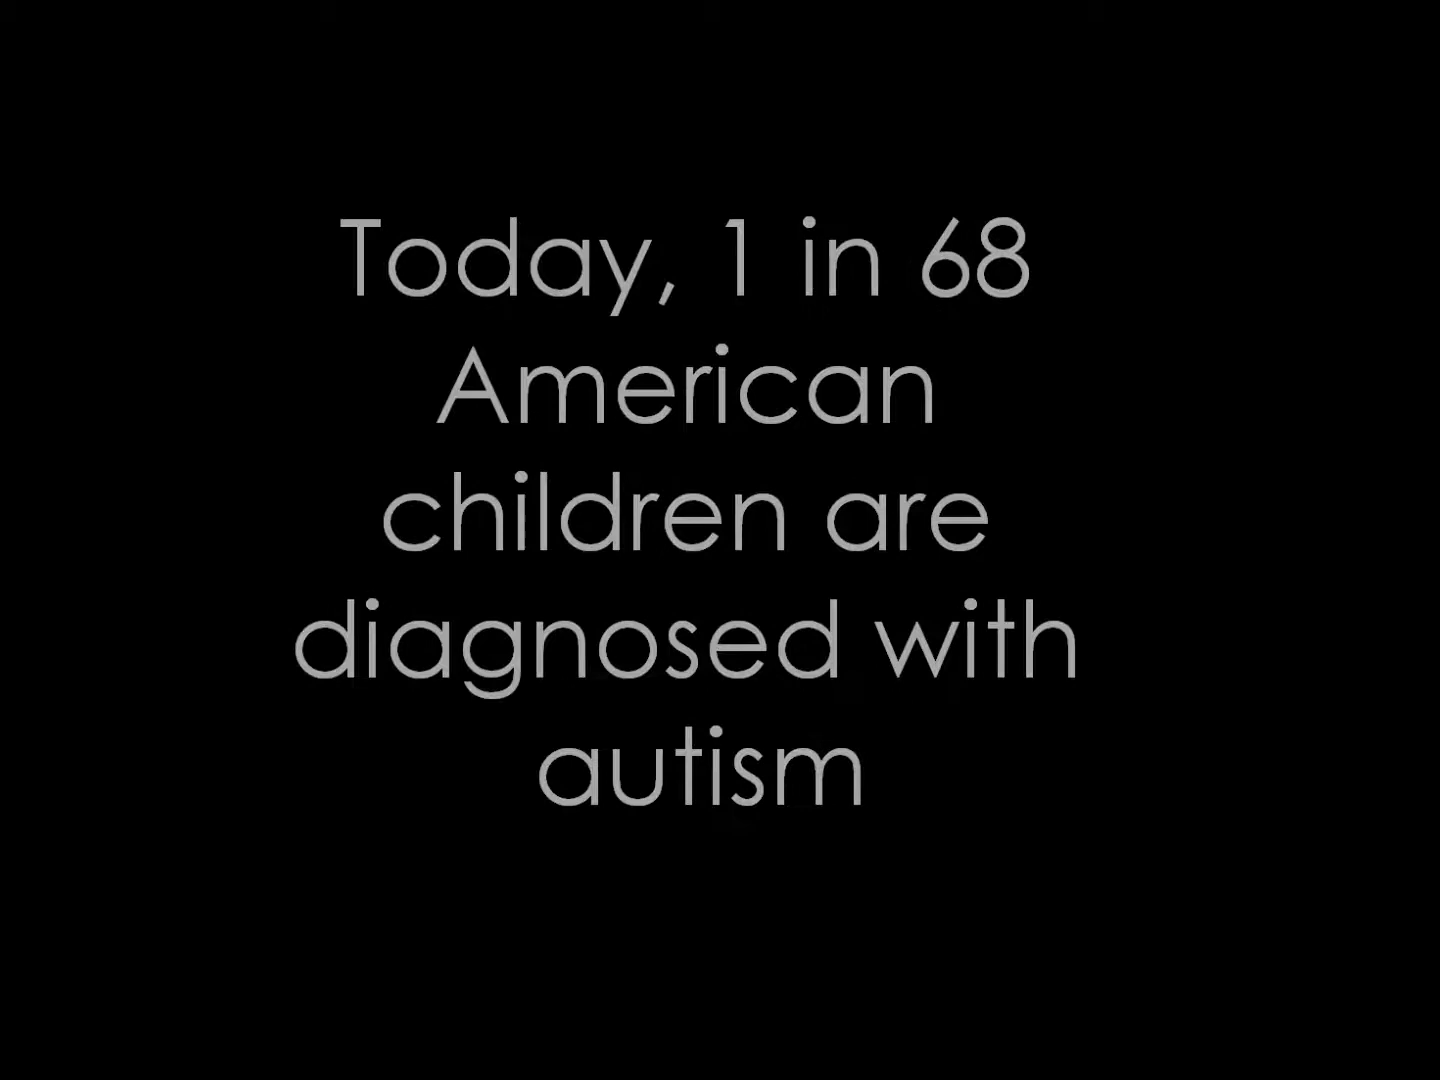 Today, 1 in 68
American
children are
diagnosed with
autism